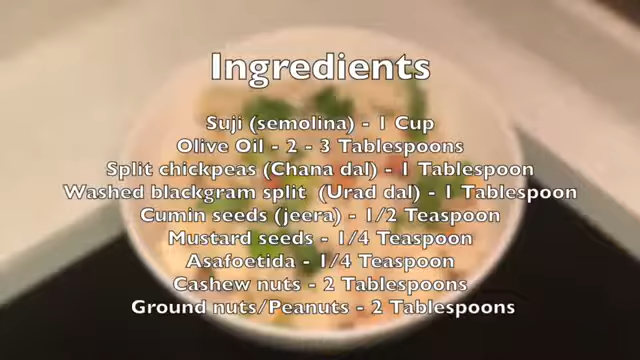 Ingredients
Suji (semolina) - 1 Cup
Olive Oil - 2 - 3 Tablespoons
Split chickpeas (Chana dal) - 1 Tablespoon
Washed blackgram split (Urad dal) - 1 Tablespoon
Cumin seeds (jeera) - 1/2 Teaspoon
Mustard seeds - 1/4 Teaspoon
Asafoetida - 1/4 Teaspoon
Cashew nuts - 2 Tablespoons
Ground nuts/Peanuts - 2 Tablespoons